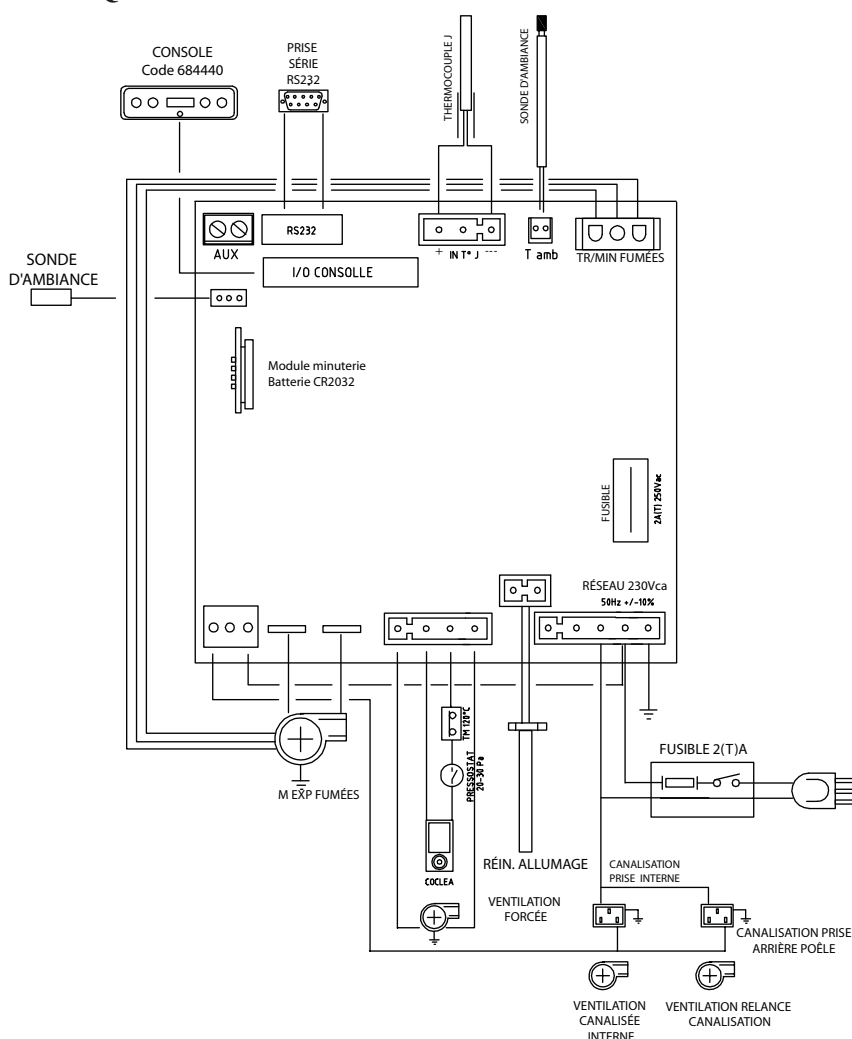 CONSOLE
Code 684440
PRISE
SÉRIE
RS232
THERMOCOUPLE J
SONDE D'AMBIANCE
AUX
RS232
+ IN T° J ---
T amb
TR/MIN FUMÉES
I/O CONSOLLE
SONDE
D'AMBIANCE
Module minuterie
Batterie CR2032
FUSIBLE
2A(T) 250Vac
RÉSEAU 230Vca
50Hz +/-10%
TM 120°C
PRESSOSTAT
20-30 Pa
FUSIBLE 2(T)A
M EXP FUMÉES
COCLEA
RÉIN. ALLUMAGE
CANALISATION
PRISE INTERNE
VENTILATION
FORCÉE
CANALISATION PRISE
ARRIÈRE POÊLE
VENTILATION
CANALISÉE
INTERNE
VENTILATION RELANCE
CANALISATION